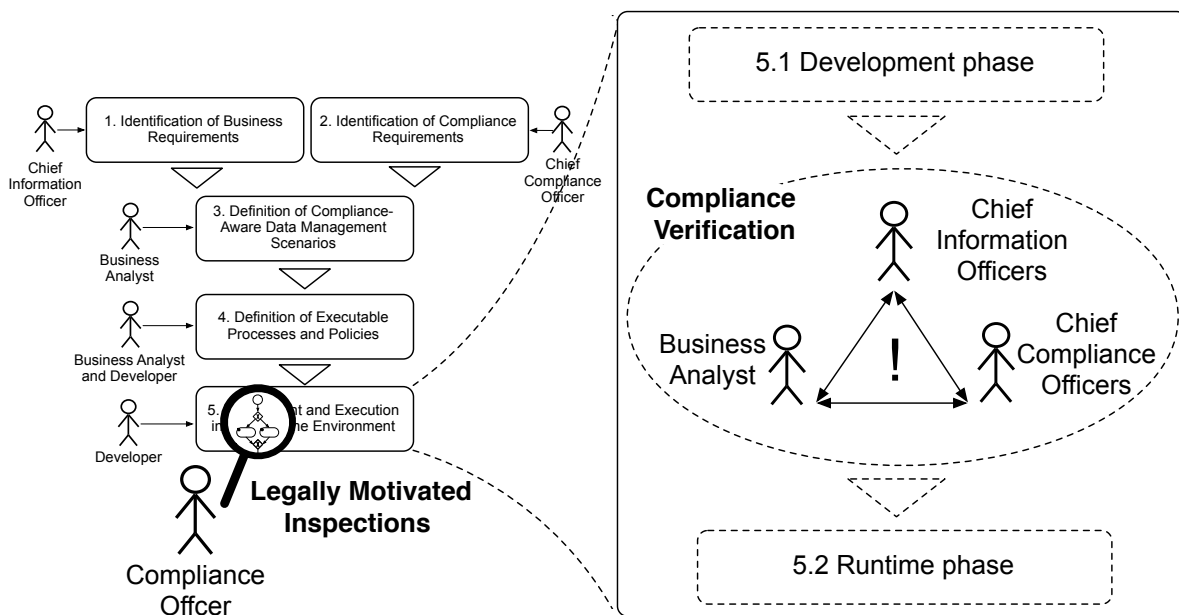 1. Identification of Business
Requirements
2. Identification of Compliance
Requirements
Chief
Information
Officer
Chief
Compliance
Officer
3. Definition of Compliance-
Aware Data Management
Scenarios
Business
Analyst
4. Definition of Executable
Processes and Policies
Business Analyst
and Developer
5. nt and Execution
in ne Environment
Developer
Legally Motivated
Inspections
Compliance
Offcer
5.1 Development phase
Compliance
Verification
Chief
Information
Officers
Business
Analyst
!
Chief
Compliance
Officers
5.2 Runtime phase